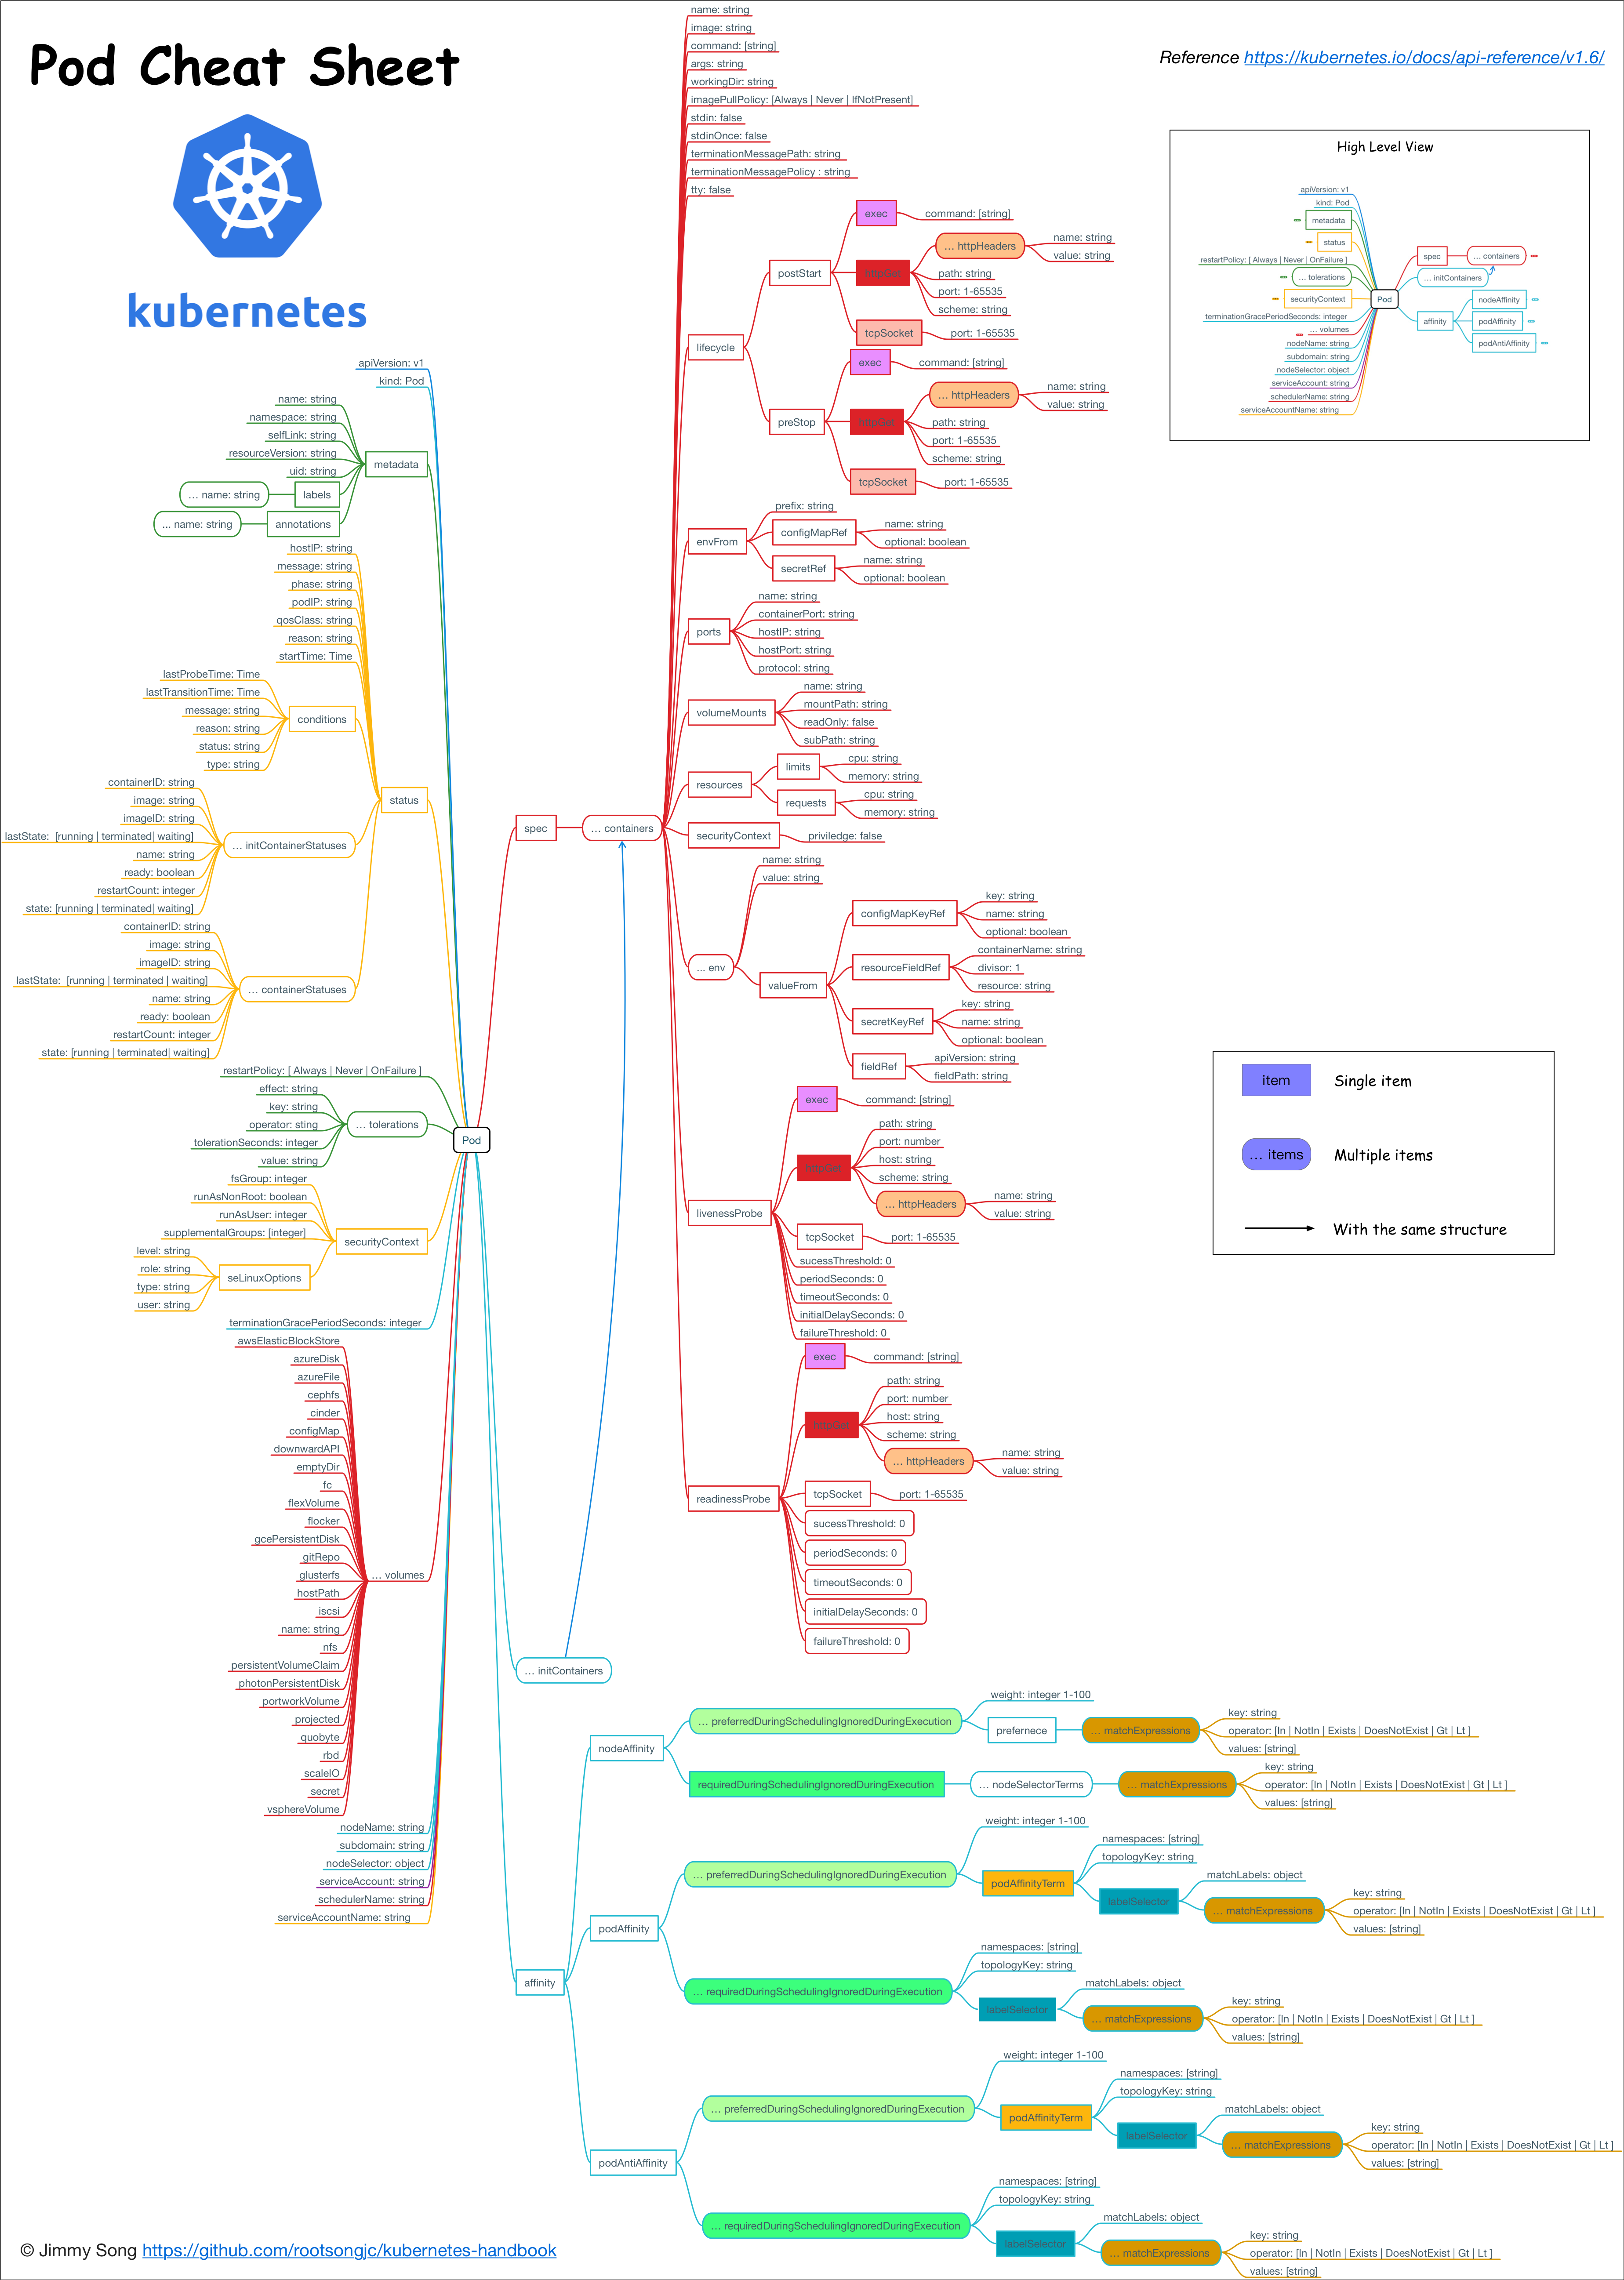 Pod Cheat Sheet
kubernetes
Reference https://kubernetes.io/docs/api-reference/v1.6/
High Level View
apiVersion: v1
kind: Pod
metadata
status
restartPolicy: [ Always | Never | OnFailure ]
... tolerations
securityContext
terminationGracePeriodSeconds: integer
... volumes
nodeName: string
subdomain: string
nodeSelector: object
serviceAccount: string
schedulerName: string
serviceAccountName: string
Pod
spec
... containers
... initContainers
affinity
nodeAffinity
podAffinity
podAntiAffinity
apiVersion: v1
kind: Pod
name: string
namespace: string
selfLink: string
resourceVersion: string
uid: string
metadata
... name: string
labels
... name: string
annotations
hostIP: string
message: string
phase: string
podIP: string
qosClass: string
reason: string
startTime: Time
lastProbeTime: Time
lastTransitionTime: Time
message: string
reason: string
status: string
type: string
conditions
status
containerID: string
image: string
imageID: string
lastState: [running | terminated| waiting]
name: string
ready: boolean
restartCount: integer
state: [running | terminated| waiting]
... initContainerStatuses
containerID: string
image: string
imageID: string
lastState: [running | terminated | waiting]
name: string
ready: boolean
restartCount: integer
state: [running | terminated| waiting]
... containerStatuses
restartPolicy: [ Always | Never | OnFailure ]
effect: string
key: string
operator: sting
tolerationSeconds: integer
value: string
... tolerations
Pod
fsGroup: integer
runAsNonRoot: boolean
runAsUser: integer
supplementalGroups: [integer]
securityContext
level: string
role: string
type: string
user: string
seLinuxOptions
terminationGracePeriodSeconds: integer
awsElasticBlockStore
azureDisk
azureFile
cephfs
cinder
configMap
downwardAPI
emptyDir
fc
flexVolume
flocker
gcePersistentDisk
gitRepo
glusterfs
hostPath
iscsi
name: string
nfs
persistentVolumeClaim
photonPersistentDisk
portworkVolume
projected
quobyte
rbd
scaleIO
secret
vsphereVolume
... volumes
nodeName: string
subdomain: string
nodeSelector: object
serviceAccount: string
schedulerName: string
serviceAccountName: string
spec
... containers
name: string
image: string
command: [string]
args: string
workingDir: string
imagePullPolicy: [Always | Never | IfNotPresent]
stdin: false
stdinOnce: false
terminationMessagePath: string
terminationMessagePolicy : string
tty: false
lifecycle
postStart
exec
command: [string]
httpGet
... httpHeaders
name: string
value: string
path: string
port: 1-65535
scheme: string
tcpSocket
port: 1-65535
preStop
exec
command: [string]
httpGet
... httpHeaders
name: string
value: string
path: string
port: 1-65535
scheme: string
tcpSocket
port: 1-65535
envFrom
prefix: string
configMapRef
name: string
optional: boolean
secretRef
name: string
optional: boolean
ports
name: string
containerPort: string
hostIP: string
hostPort: string
protocol: string
volumeMounts
name: string
mountPath: string
readOnly: false
subPath: string
resources
limits
cpu: string
memory: string
requests
cpu: string
memory: string
securityContext
priviledge: false
... env
name: string
value: string
valueFrom
configMapKeyRef
key: string
name: string
optional: boolean
resourceFieldRef
containerName: string
divisor: 1
resource: string
secretKeyRef
key: string
name: string
optional: boolean
fieldRef
apiVersion: string
fieldPath: string
livenessProbe
exec
command: [string]
httpGet
path: string
port: number
host: string
scheme: string
... httpHeaders
name: string
value: string
tcpSocket
port: 1-65535
sucessThreshold: 0
periodSeconds: 0
timeoutSeconds: 0
initialDelaySeconds: 0
failureThreshold: 0
readinessProbe
exec
command: [string]
httpGet
path: string
port: number
host: string
scheme: string
... httpHeaders
name: string
value: string
tcpSocket
port: 1-65535
sucessThreshold: 0
periodSeconds: 0
timeoutSeconds: 0
initialDelaySeconds: 0
failureThreshold: 0
item
Single item
... items
Multiple items
With the same structure
... initContainers
affinity
nodeAffinity
... preferredDuringSchedulingIgnoredDuringExecution
weight: integer 1-100
prefernece
... matchExpressions
key: string
operator: [In | NotIn | Exists | DoesNotExist | Gt | Lt ]
values: [string]
requiredDuringSchedulingIgnoredDuringExecution
... nodeSelectorTerms
... matchExpressions
key: string
operator: [In | NotIn | Exists | DoesNotExist | Gt | Lt ]
values: [string]
podAffinity
... preferredDuringSchedulingIgnoredDuringExecution
weight: integer 1-100
podAffinityTerm
namespaces: [string]
topologyKey: string
labelSelector
matchLabels: object
... matchExpressions
key: string
operator: [In | NotIn | Exists | DoesNotExist | Gt | Lt ]
values: [string]
... requiredDuringSchedulingIgnoredDuringExecution
namespaces: [string]
topologyKey: string
labelSelector
matchLabels: object
... matchExpressions
key: string
operator: [In | NotIn | Exists | DoesNotExist | Gt | Lt ]
values: [string]
podAntiAffinity
... preferredDuringSchedulingIgnoredDuringExecution
weight: integer 1-100
podAffinityTerm
namespaces: [string]
topologyKey: string
labelSelector
matchLabels: object
... matchExpressions
key: string
operator: [In | NotIn | Exists | DoesNotExist | Gt | Lt ]
values: [string]
... requiredDuringSchedulingIgnoredDuringExecution
namespaces: [string]
topologyKey: string
labelSelector
matchLabels: object
... matchExpressions
key: string
operator: [In | NotIn | Exists | DoesNotExist | Gt | Lt ]
values: [string]
© Jimmy Song https://github.com/rootsongjc/kubernetes-handbook